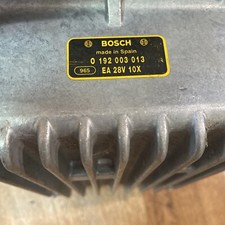 BOSCH
made in Spain
0 192 003 013
965 EA 28V 10X